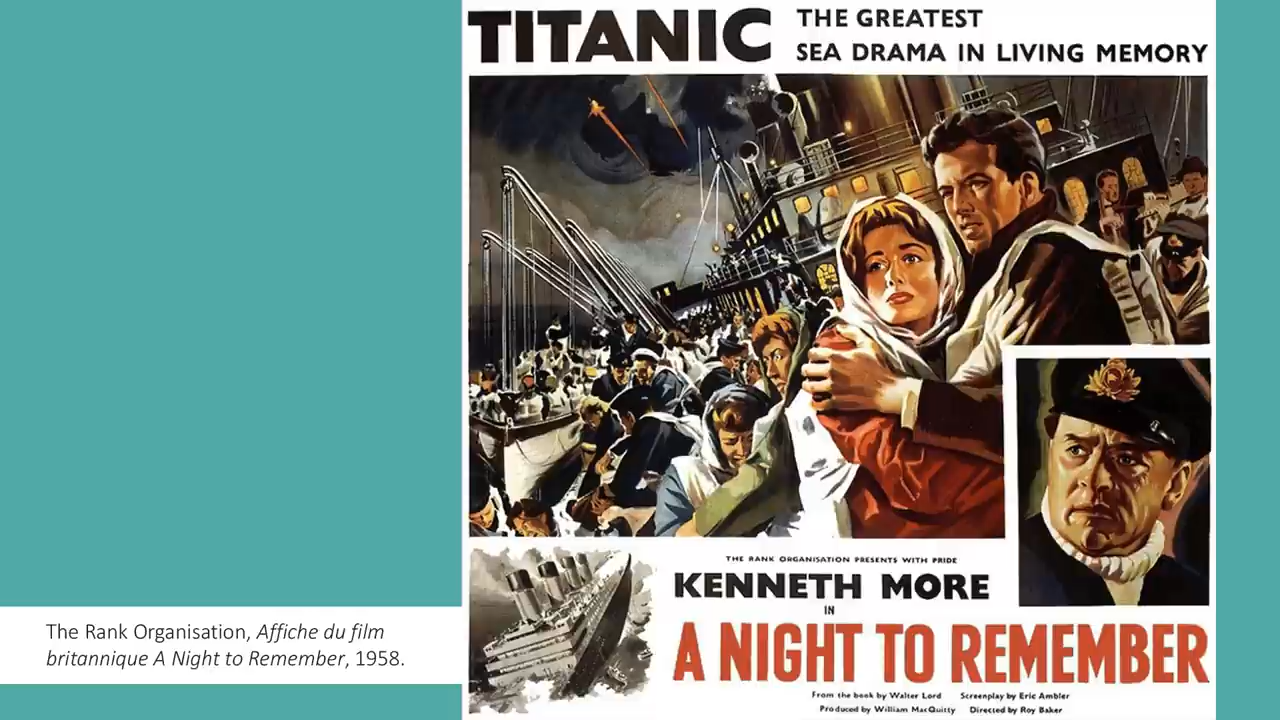 TITANIC
THE GREATEST
SEA DRAMA IN LIVING MEMORY
THE RANK ORGANISATION PRESENTS WITH PRIDE
KENNETH MORE
IN
A NIGHT TO REMEMBER
From the book by Walter Lord Screenplay by Eric Ambler
Produced by William MacQuitty Directed by Roy Baker
The Rank Organisation, Affiche du film
britannique A Night to Remember, 1958.